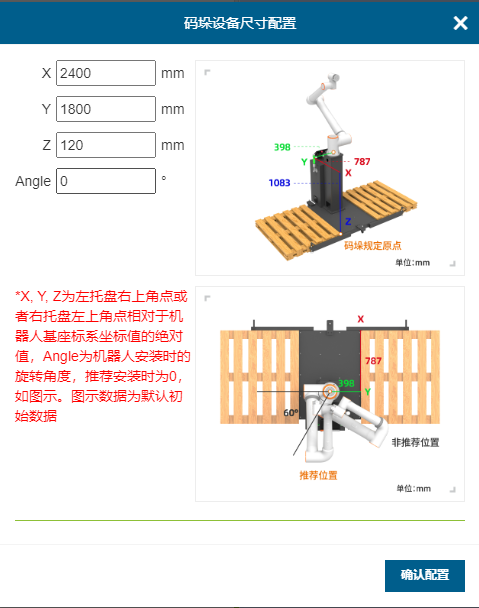 码垛设备尺寸配置
X 2400 mm
Y 1800 mm
Z 120 mm
Angle 0 °
398
Y
787
X
1083
Z
码垛规定原点
单位:mm
*X, Y, Z为左托盘右上角点或
者右托盘左上角点相对于机
器人基座标系坐标值的绝对
值，Angle为机器人安装时的
旋转角度，推荐安装时为0，
如图示。图示数据为默认初
始数据
X
787
398
Y
60°
非推荐位置
推荐位置
单位:mm
确认配置